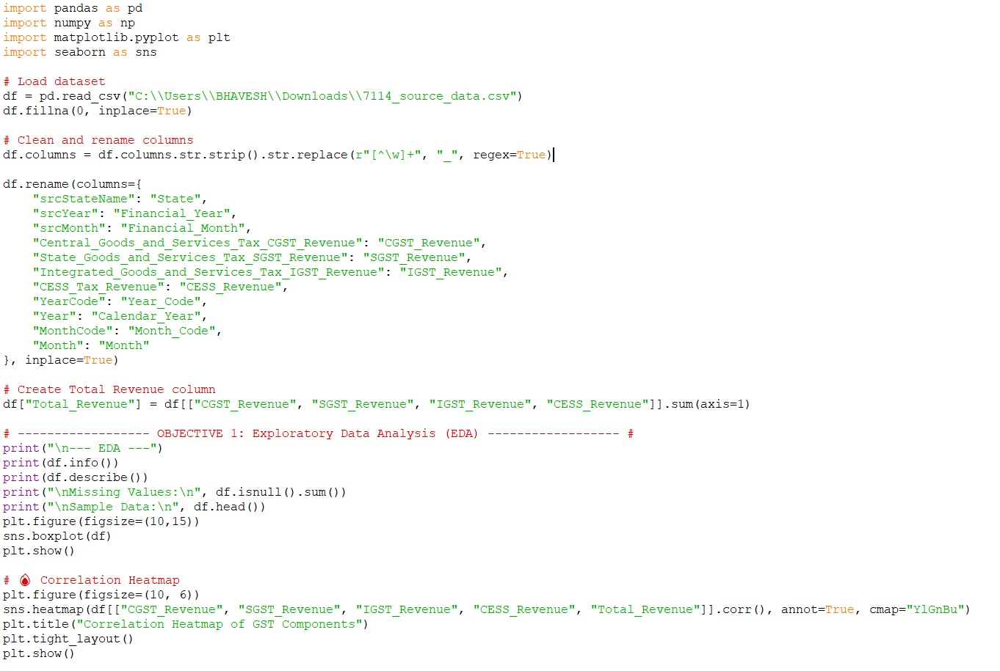 import pandas as pd
import numpy as np
import matplotlib.pyplot as plt
import seaborn as sns

# Load dataset
df = pd.read_csv("C:\\Users\\BHAVESH\\Downloads\\7114_source_data.csv")
df.fillna(0, inplace=True)

# Clean and rename columns
df.columns = df.columns.str.strip().str.replace(r"[^\w]+", "_", regex=True)

df.rename(columns={
    "srcStateName": "State",
    "srcYear": "Financial_Year",
    "srcMonth": "Financial_Month",
    "Central_Goods_and_Services_Tax_CGST_Revenue": "CGST_Revenue",
    "State_Goods_and_Services_Tax_SGST_Revenue": "SGST_Revenue",
    "Integrated_Goods_and_Services_Tax_IGST_Revenue": "IGST_Revenue",
    "CESS_Tax_Revenue": "CESS_Revenue",
    "YearCode": "Year_Code",
    "Year": "Calendar_Year",
    "MonthCode": "Month_Code",
    "Month": "Month"
}, inplace=True)

# Create Total Revenue column
df["Total_Revenue"] = df[["CGST_Revenue", "SGST_Revenue", "IGST_Revenue", "CESS_Revenue"]].sum(axis=1)

# ------------------ OBJECTIVE 1: Exploratory Data Analysis (EDA) ------------------ #
print("\n--- EDA ---")
print(df.info())
print(df.describe())
print("\nMissing Values:\n", df.isnull().sum())
print("\nSample Data:\n", df.head())
plt.figure(figsize=(10,15))
sns.boxplot(df)
plt.show()

# 🔥 Correlation Heatmap
plt.figure(figsize=(10, 6))
sns.heatmap(df[["CGST_Revenue", "SGST_Revenue", "IGST_Revenue", "CESS_Revenue", "Total_Revenue"]].corr(), annot=True, cmap="YlGnBu")
plt.title("Correlation Heatmap of GST Components")
plt.tight_layout()
plt.show()